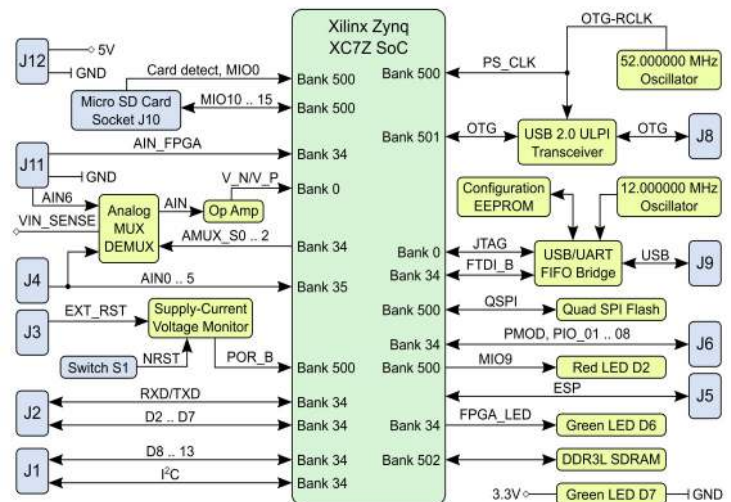 Xilinx Zynq
XC7Z SoC
J12
5V
GND
Card detect, MIO0
Bank 500
Micro SD Card
Socket J10
MIO10 .. 15
Bank 500
J11
AIN_FPGA
Bank 34
GND
AIN6
V_N/V_P
Bank 0
VIN_SENSE
Analog
MUX
DEMUX
AIN
Op Amp
AMUX_S0 .. 2
Bank 34
J4
AIN0 .. 5
Bank 35
J3
EXT_RST
Supply-Current
Voltage Monitor
Switch S1
NRST
POR_B
Bank 500
J2
RXD/TXD
Bank 34
D2 .. D7
Bank 34
J1
D8 .. 13
Bank 34
I²C
Bank 34
OTG-RCLK
Bank 500
PS_CLK
52.000000 MHz
Oscillator
Bank 501
OTG
USB 2.0 ULPI
Transceiver
OTG
J8
Configuration
EEPROM
12.000000 MHz
Oscillator
Bank 0
JTAG
Bank 34
FTDI_B
USB/UART
FIFO Bridge
USB
J9
Bank 500
QSPI
Quad SPI Flash
Bank 34
PMOD, PIO_01 .. 08
J6
Bank 500
MIO9
Red LED D2
ESP
J5
Bank 34
FPGA_LED
Green LED D6
Bank 502
DDR3L SDRAM
3.3V
Green LED D7
GND